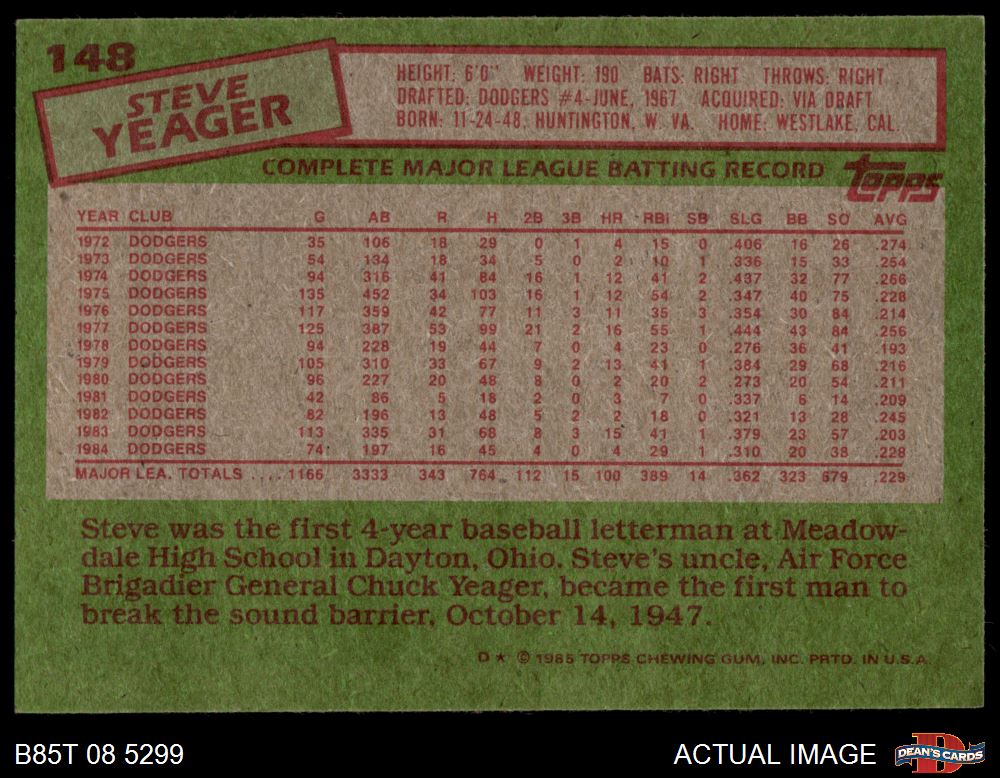 148
STEVE
YEAGER
HEIGHT: 6'0" WEIGHT: 190 BATS: RIGHT THROWS: RIGHT
DRAFTED: DODGERS #4-JUNE, 1967 ACQUIRED: VIA DRAFT
BORN: 11-24-48, HUNTINGTON, W. VA. HOME: WESTLAKE, CAL.
COMPLETE MAJOR LEAGUE BATTING RECORD
topps
YEAR CLUB G AB R H 2B 3B HR RBI SB SLG BB SO AVG
1972 DODGERS 35 106 18 29 0 1 4 15 0 .406 16 26 .274
1973 DODGERS 54 134 18 34 5 0 2 10 1 .336 15 33 .254
1974 DODGERS 94 316 41 84 16 1 12 41 2 .437 32 77 .266
1975 DODGERS 135 452 34 103 16 1 12 54 2 .347 40 75 .228
1976 DODGERS 117 359 42 77 11 3 11 35 3 .354 30 84 .214
1977 DODGERS 125 387 53 99 21 2 16 55 1 .444 43 84 .256
1978 DODGERS 94 228 19 44 7 0 4 23 0 .276 36 41 .193
1979 DODGERS 105 310 33 67 9 2 13 41 1 .384 29 68 .216
1980 DODGERS 96 227 20 48 8 0 2 20 2 .273 20 54 .211
1981 DODGERS 42 86 5 18 2 0 3 7 0 .337 6 14 .209
1982 DODGERS 82 196 13 48 5 2 2 18 0 .321 13 28 .245
1983 DODGERS 113 335 31 68 8 3 15 41 1 .379 23 57 .203
1984 DODGERS 74 197 16 45 4 0 4 29 1 .310 20 38 .228
MAJOR LEA. TOTALS .... 1166 3333 343 764 112 15 100 389 14 .362 323 679 .229
Steve was the first 4-year baseball letterman at Meadow-
dale High School in Dayton, Ohio. Steve's uncle, Air Force
Brigadier General Chuck Yeager, became the first man to
break the sound barrier, October 14, 1947.
D ★ © 1985 TOPPS CHEWING GUM, INC. PRTD. IN U.S.A.
B85T 08 5299
ACTUAL IMAGE
D
DEAN'S CARDS